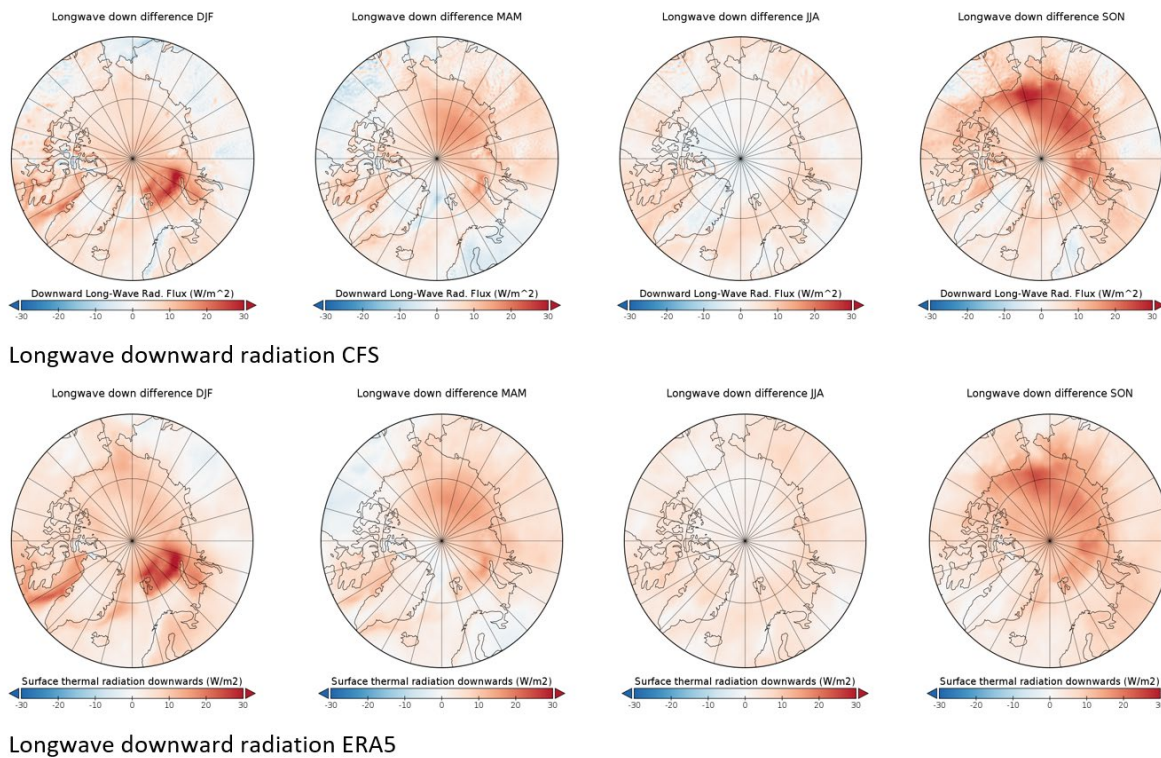 Longwave down difference DJF
Longwave down difference MAM
Longwave down difference JJA
Longwave down difference SON
Downward Long-Wave Rad. Flux (W/m^2)
Downward Long-Wave Rad. Flux (W/m^2)
Downward Long-Wave Rad. Flux (W/m^2)
Downward Long-Wave Rad. Flux (W/m^2)
-30 -20 -10 0 10 20 30
-30 -20 -10 0 10 20 30
-30 -20 -10 0 10 20 30
-30 -20 -10 0 10 20 30
Longwave downward radiation CFS
Longwave down difference DJF
Longwave down difference MAM
Longwave down difference JJA
Longwave down difference SON
Surface thermal radiation downwards (W/m2)
Surface thermal radiation downwards (W/m2)
Surface thermal radiation downwards (W/m2)
Surface thermal radiation downwards (W/m2)
-30 -20 -10 0 10 20 30
-30 -20 -10 0 10 20 30
-30 -20 -10 0 10 20 30
-30 -20 -10 0 10 20 30
Longwave downward radiation ERA5